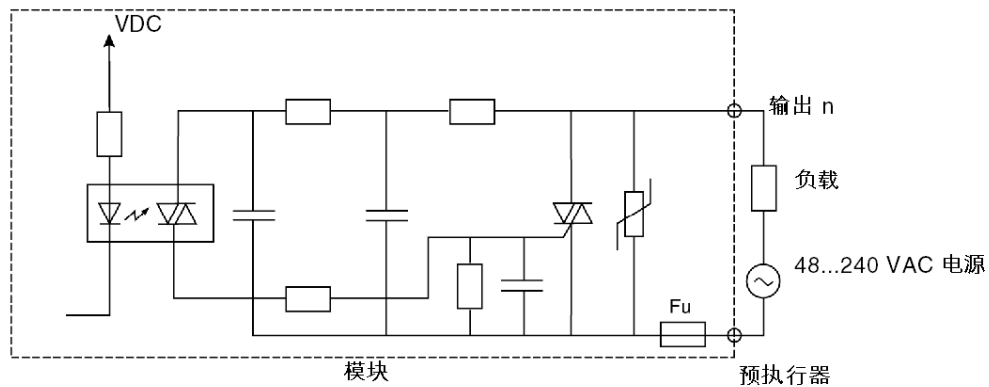 VDC
输出 n
负载
48...240 VAC 电源
Fu
模块
预执行器